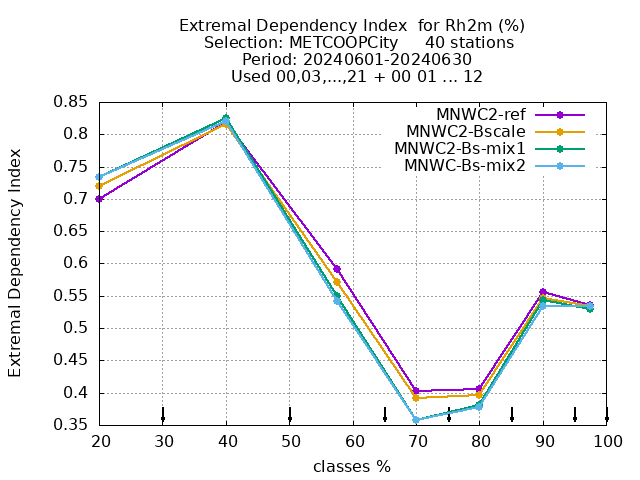 Extremal Dependency Index  for Rh2m (%)
Selection: METCOOPCity     40 stations
Period: 20240601-20240630
Used 00,03,...,21 + 00 01 ... 12
MNWC2-ref
MNWC2-Bscale
MNWC2-Bs-mix1
MNWC-Bs-mix2
Extremal Dependency Index
0.85
0.8
0.75
0.7
0.65
0.6
0.55
0.5
0.45
0.4
0.35
20 30 40 50 60 70 80 90 100
classes %